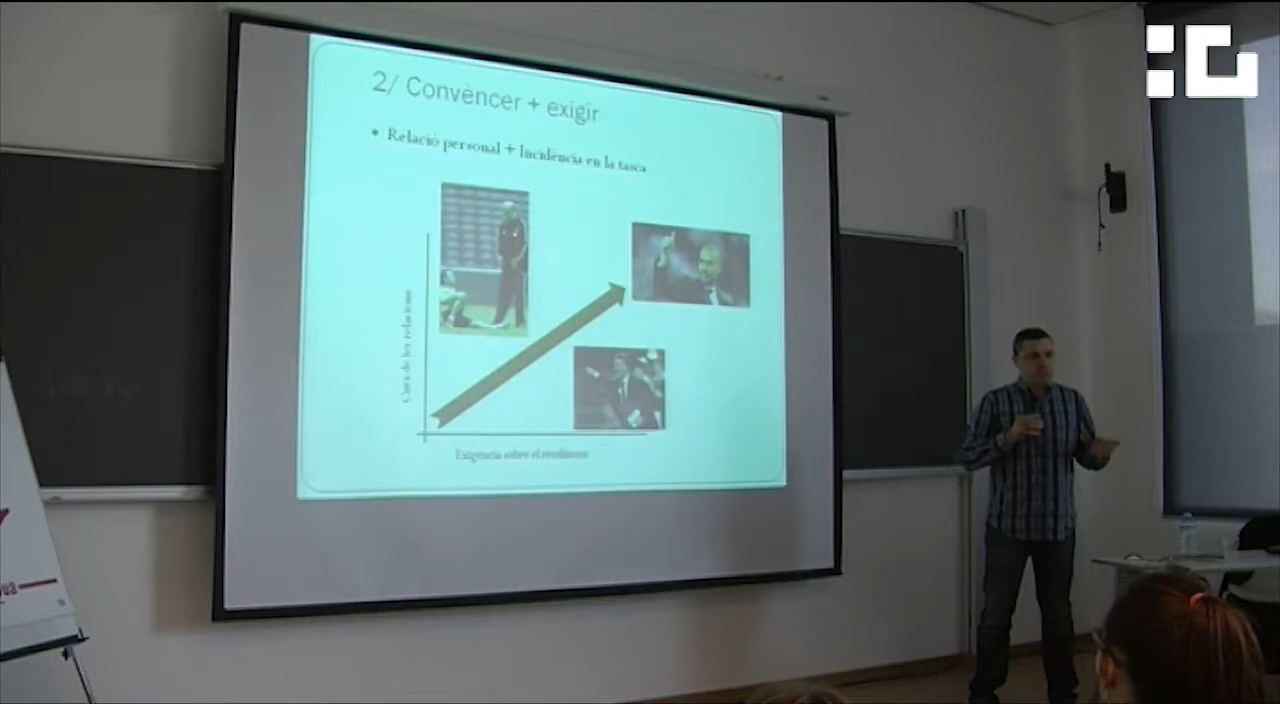 2/ Convèncer + exigir
• Relació personal + Incidència en la tasca
Cura de les relacions
Exigència sobre el rendiment